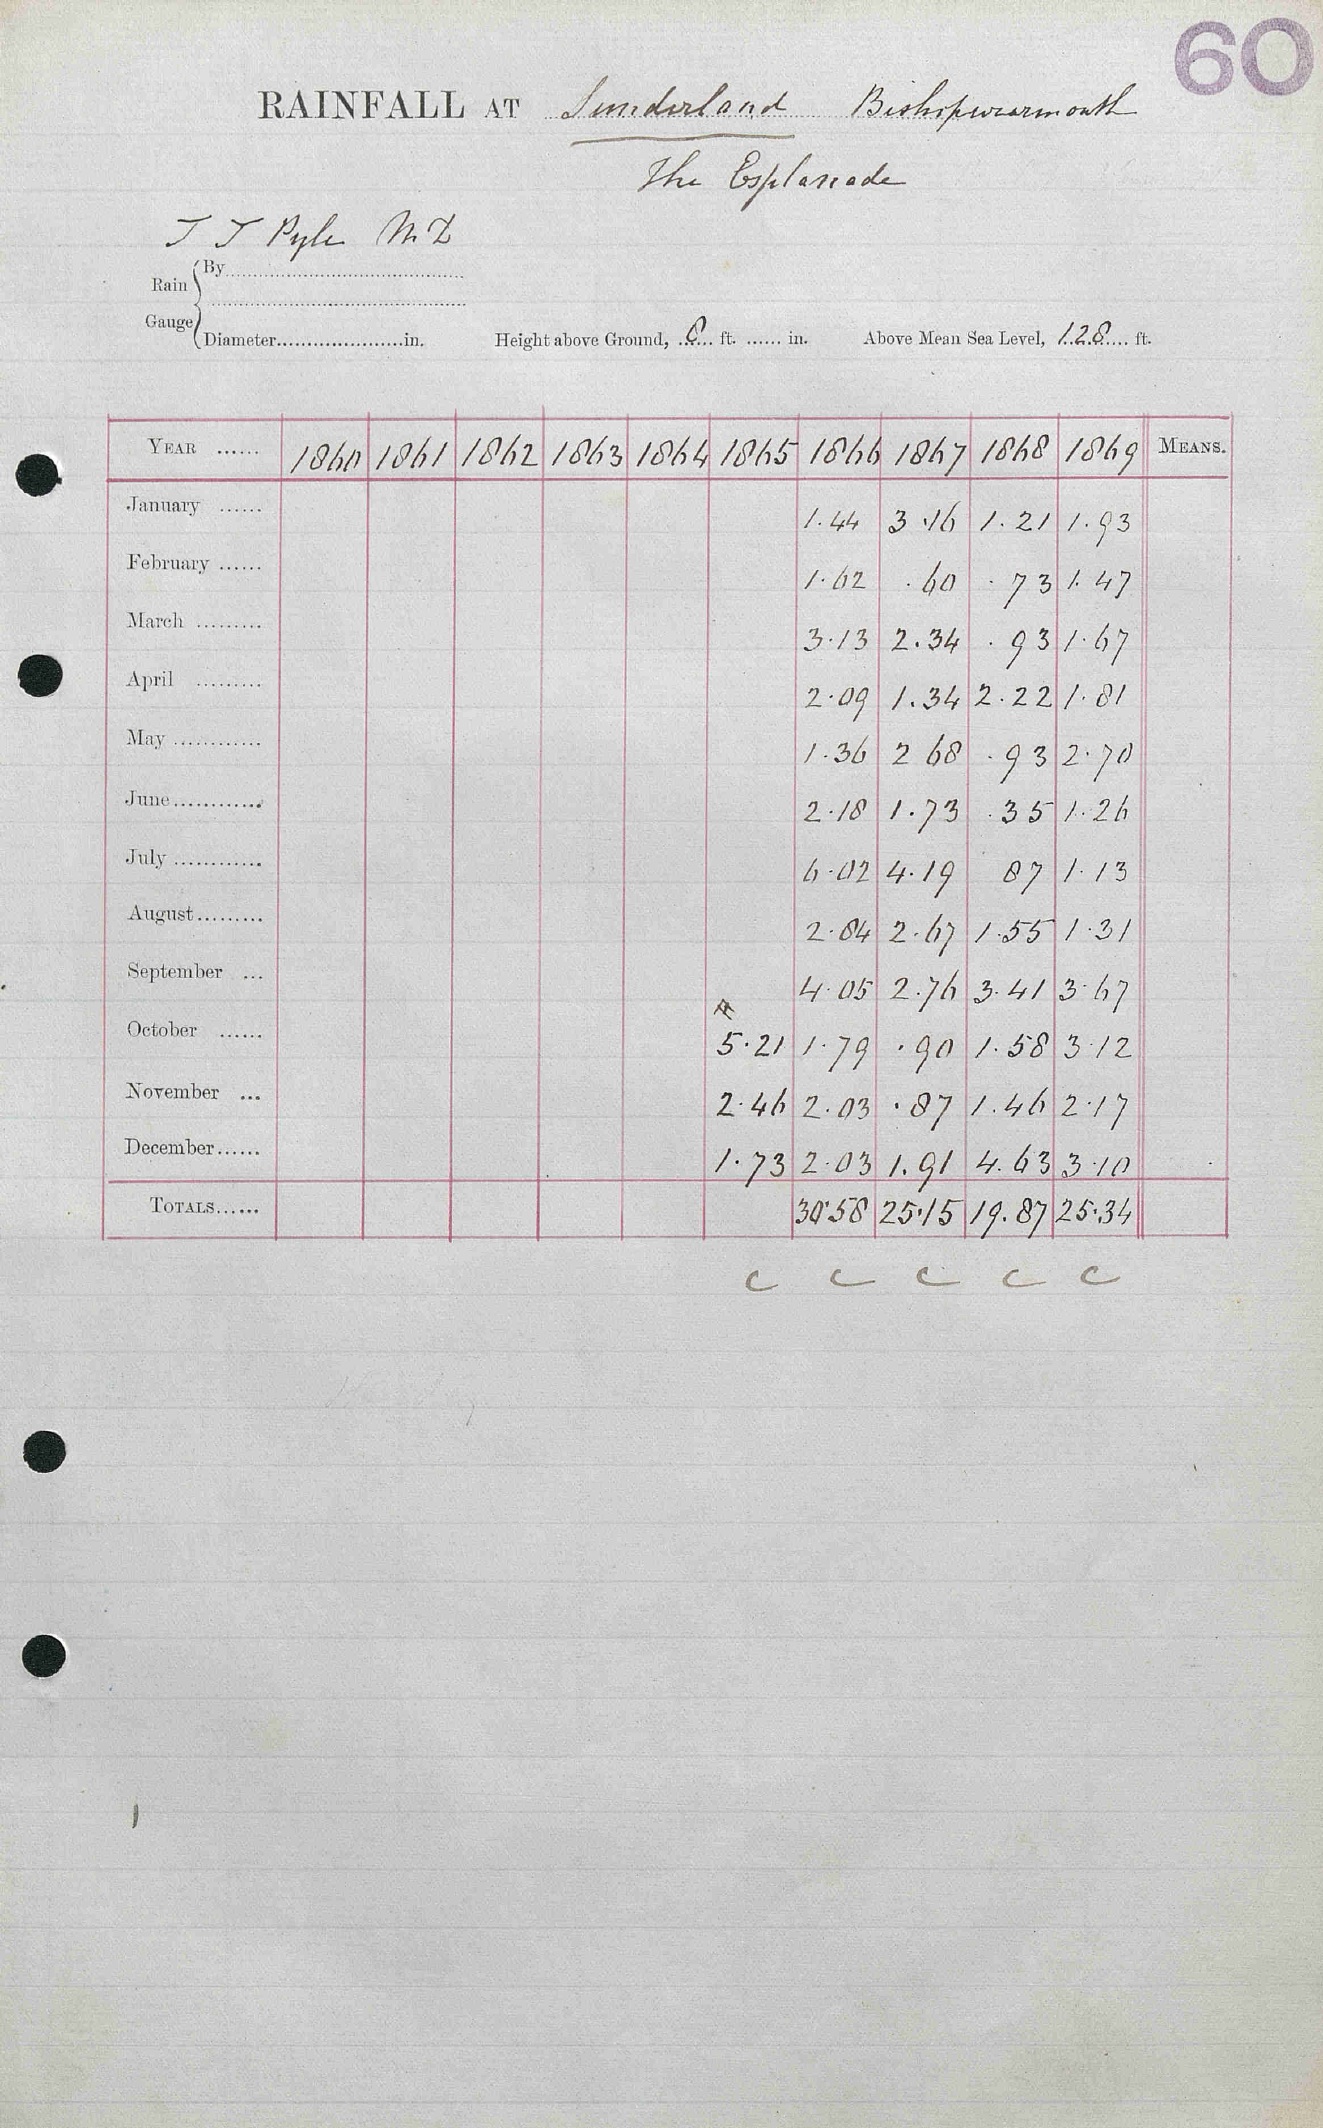 60
RAINFALL AT Sunderland Bishopwearmouth
The Esplanade
T T Pyle M D
Rain Gauge
By
Diameter.....................in. Height above Ground, 8 ft. ...... in. Above Mean Sea Level, 128 ft.
YEAR ...... 1860 1861 1862 1863 1864 1865 1866 1867 1868 1869 MEANS.
January ...... 1.44 3.16 1.21 1.93
February ...... 1.62 .60 .73 1.47
March ......... 3.13 2.34 .93 1.67
April ......... 2.09 1.34 2.22 1.81
May ............ 1.36 2 68 .93 2.70
June............ 2.18 1.73 .35 1.26
July ............ 6.02 4.19 87 1.13
August......... 2.84 2.67 1.55 1.31
September ... 4.05 2.76 3.41 3.67
October ...... 5.21 1.79 .90 1.58 3.12
November ... 2.46 2.03 .87 1.46 2.17
December...... 1.73 2.03 1.91 4.63 3.10
TOTALS...... 30.58 25.15 19.87 25.34
C C C C C